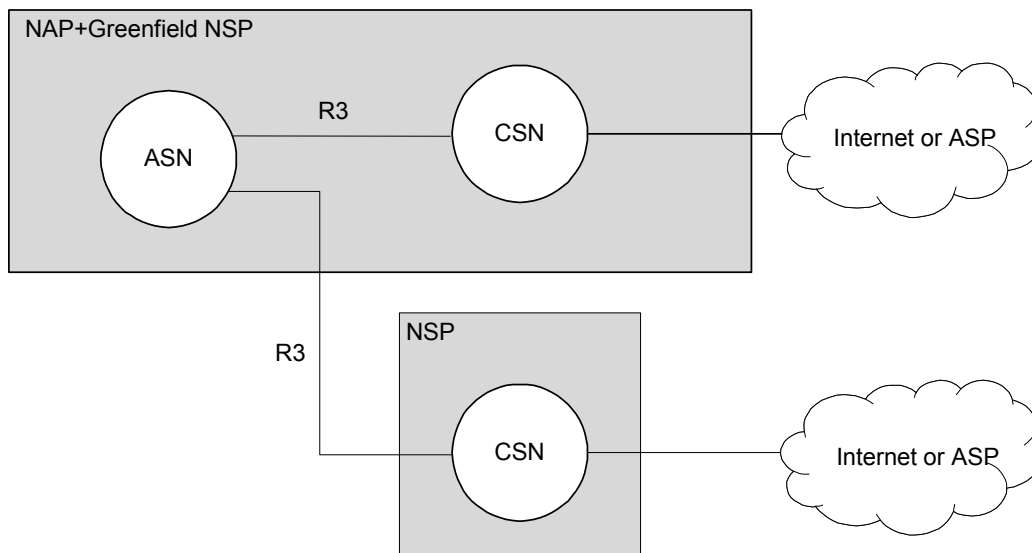 NAP+Greenfield NSP
R3
ASN
CSN
Internet or ASP
R3
NSP
CSN
Internet or ASP